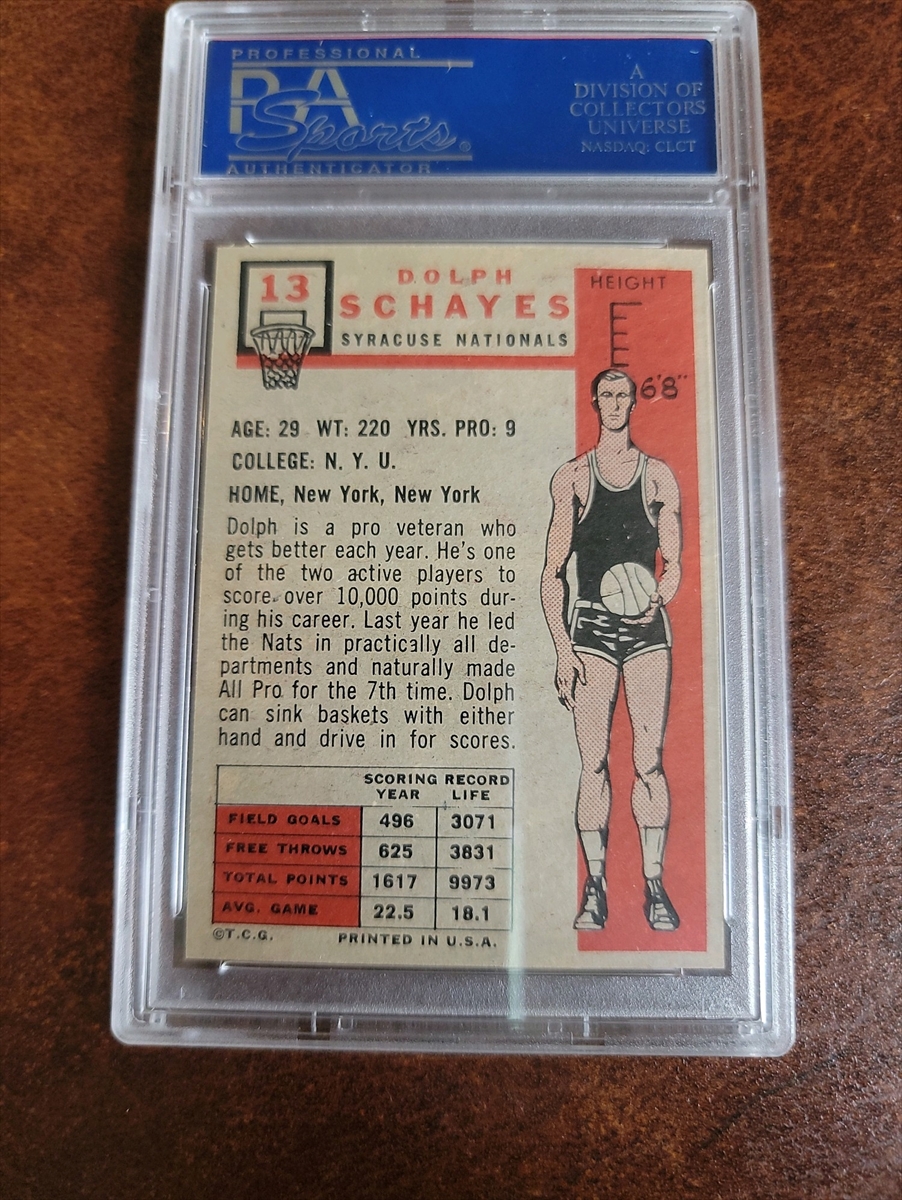 PROFESSIONAL
PSA
Sports®
AUTHENTICATOR
A
DIVISION OF
COLLECTORS
UNIVERSE
NASDAQ: CLCT
13
DOLPH
SCHAYES
SYRACUSE NATIONALS
HEIGHT
6'8"
AGE: 29 WT: 220 YRS. PRO: 9
COLLEGE: N. Y. U.
HOME, New York, New York
Dolph is a pro veteran who
gets better each year. He's one
of the two active players to
score over 10,000 points dur-
ing his career. Last year he led
the Nats in practically all de-
partments and naturally made
All Pro for the 7th time. Dolph
can sink baskets with either
hand and drive in for scores.
SCORING RECORD
YEAR LIFE
FIELD GOALS 496 3071
FREE THROWS 625 3831
TOTAL POINTS 1617 9973
AVG. GAME 22.5 18.1
©T.C.G. PRINTED IN U.S.A.